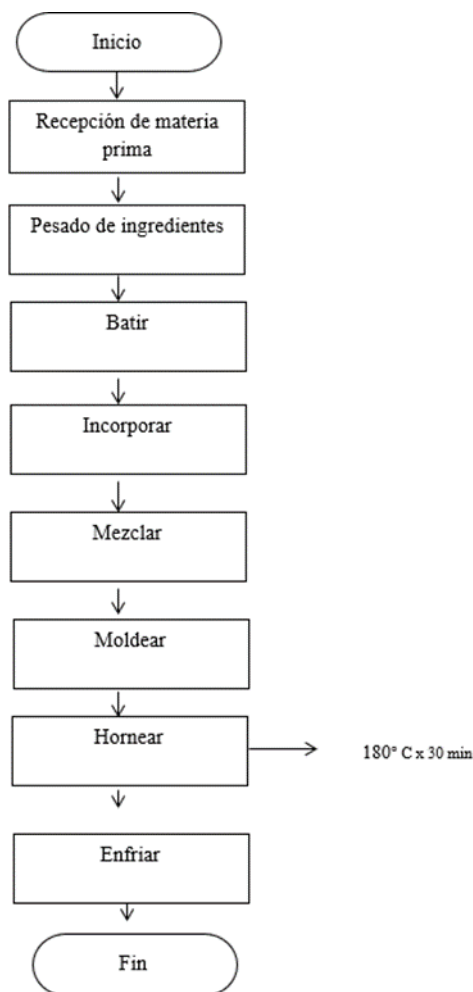 Inicio
Recepción de materia
prima
Pesado de ingredientes
Batir
Incorporar
Mezclar
Moldear
Hornear
180° C x 30 min
Enfriar
Fin